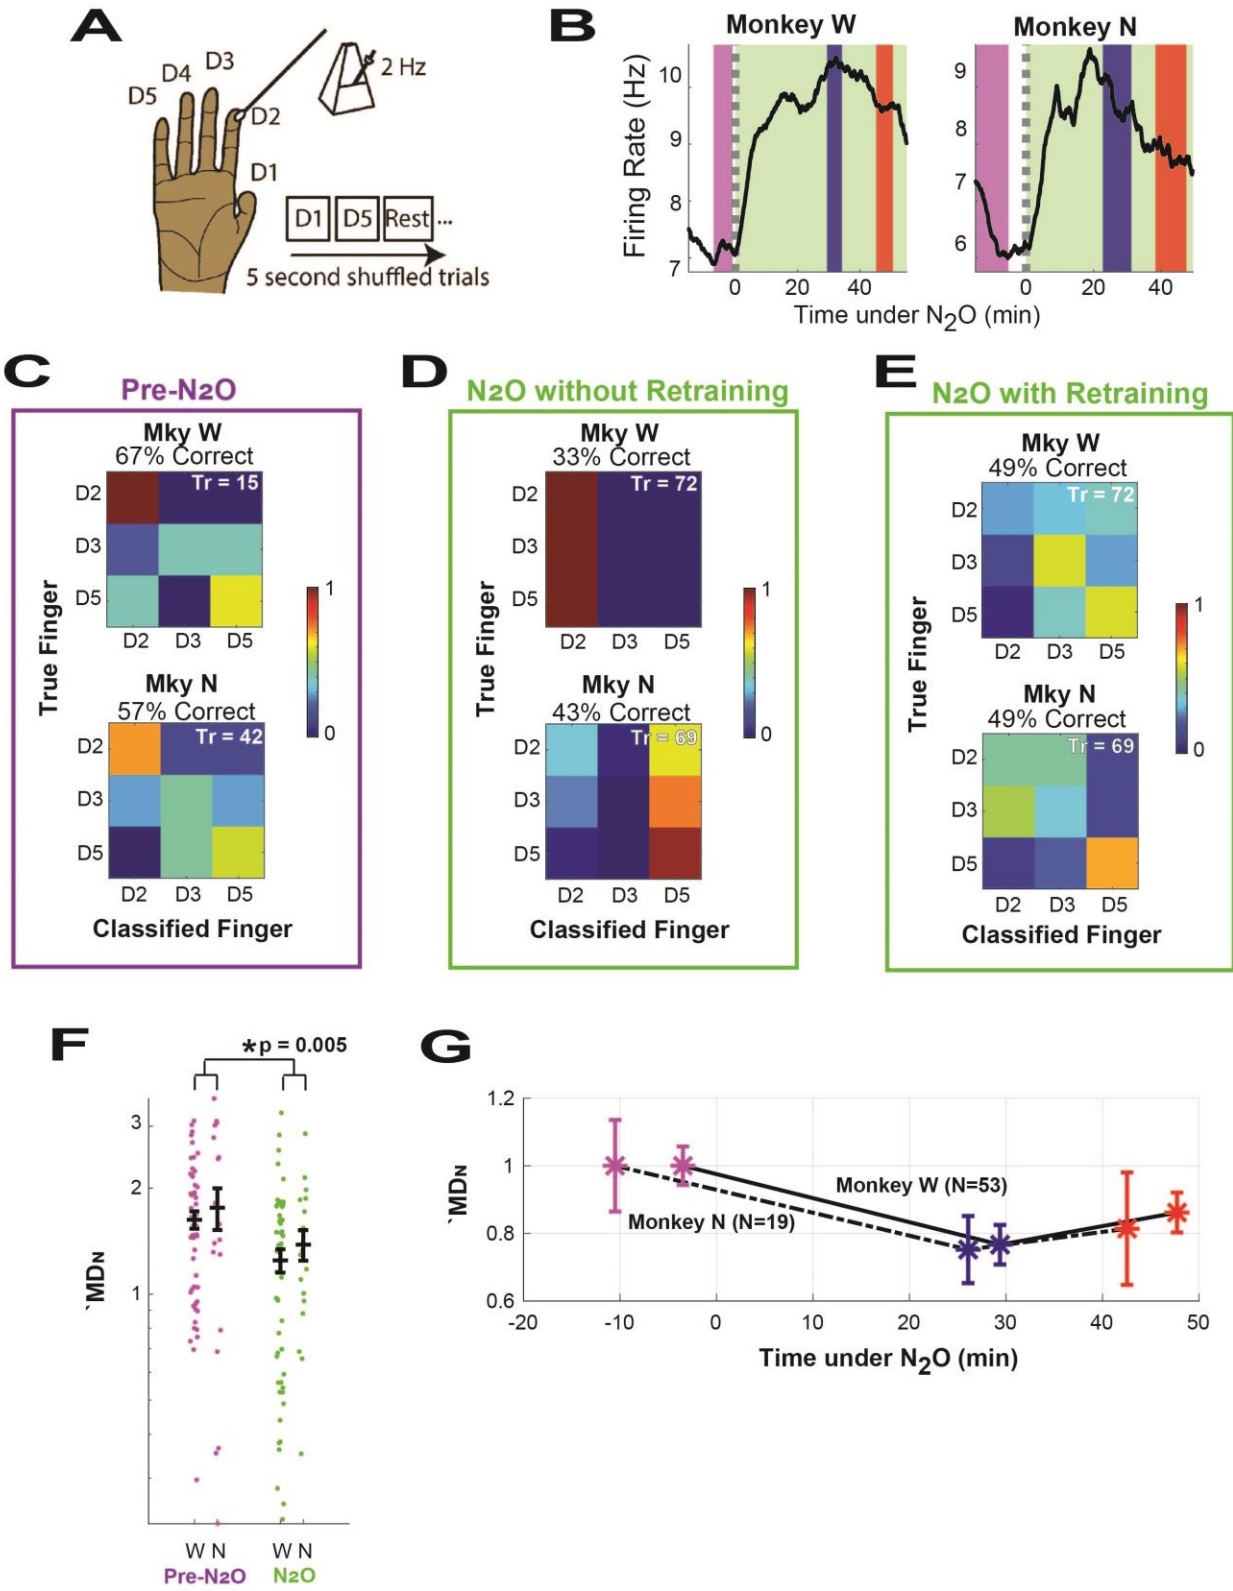 A
D5
D4
D3
D2
D1
2 Hz
D1 D5 Rest ...
5 second shuffled trials
B
Monkey W
Monkey N
Firing Rate (Hz)
10
9
8
7
0 20 40
9
8
7
6
0 20 40
Time under N2O (min)
C
Pre-N2O
Mky W
67% Correct
Tr = 15
D2
D3
D5
D2 D3 D5
True Finger
1
0
Mky N
57% Correct
Tr = 42
D2
D3
D5
D2 D3 D5
Classified Finger
D
N2O without Retraining
Mky W
33% Correct
Tr = 72
D2
D3
D5
D2 D3 D5
True Finger
1
0
Mky N
43% Correct
Tr = 69
D2
D3
D5
D2 D3 D5
Classified Finger
E
N2O with Retraining
Mky W
49% Correct
Tr = 72
D2
D3
D5
D2 D3 D5
True Finger
1
0
Mky N
49% Correct
Tr = 69
D2
D3
D5
D2 D3 D5
Classified Finger
F
*p = 0.005
3
2
1
`MDN
W N W N
Pre-N2O N2O
G
1.2
1
0.8
0.6
`MDN
Monkey W (N=53)
Monkey N (N=19)
-20 -10 0 10 20 30 40 50
Time under N2O (min)